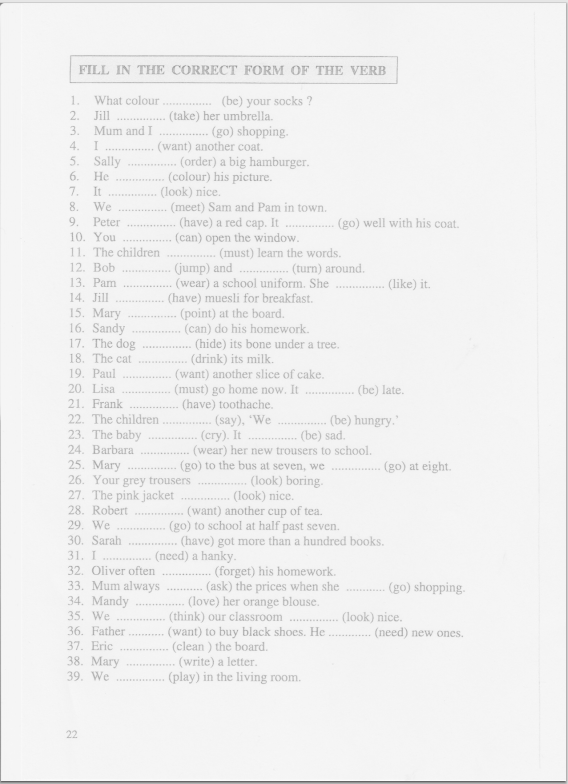 FILL IN THE CORRECT FORM OF THE VERB
1. What colour ............... (be) your socks ?
2. Jill ............... (take) her umbrella.
3. Mum and I ............... (go) shopping.
4. I ............... (want) another coat.
5. Sally ............... (order) a big hamburger.
6. He ............... (colour) his picture.
7. It ............... (look) nice.
8. We ............... (meet) Sam and Pam in town.
9. Peter ............... (have) a red cap. It ............... (go) well with his coat.
10. You ............... (can) open the window.
11. The children ............... (must) learn the words.
12. Bob ............... (jump) and ............... (turn) around.
13. Pam ............... (wear) a school uniform. She ............... (like) it.
14. Jill ............... (have) muesli for breakfast.
15. Mary ............... (point) at the board.
16. Sandy ............... (can) do his homework.
17. The dog ............... (hide) its bone under a tree.
18. The cat ............... (drink) its milk.
19. Paul ............... (want) another slice of cake.
20. Lisa ............... (must) go home now. It ............... (be) late.
21. Frank ............... (have) toothache.
22. The children ............... (say), 'We ............... (be) hungry.'
23. The baby ............... (cry). It ............... (be) sad.
24. Barbara ............... (wear) her new trousers to school.
25. Mary ............... (go) to the bus at seven, we ............... (go) at eight.
26. Your grey trousers ............... (look) boring.
27. The pink jacket ............... (look) nice.
28. Robert ............... (want) another cup of tea.
29. We ............... (go) to school at half past seven.
30. Sarah ............... (have) got more than a hundred books.
31. I ............... (need) a hanky.
32. Oliver often ............... (forget) his homework.
33. Mum always ........... (ask) the prices when she ............ (go) shopping.
34. Mandy ............... (love) her orange blouse.
35. We ............... (think) our classroom ............... (look) nice.
36. Father ........... (want) to buy black shoes. He ............. (need) new ones.
37. Eric ............... (clean ) the board.
38. Mary ............... (write) a letter.
39. We ............... (play) in the living room.
22